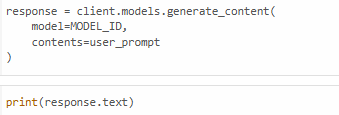 response = client.models.generate_content(
    model=MODEL_ID,
    contents=user_prompt
)
print(response.text)